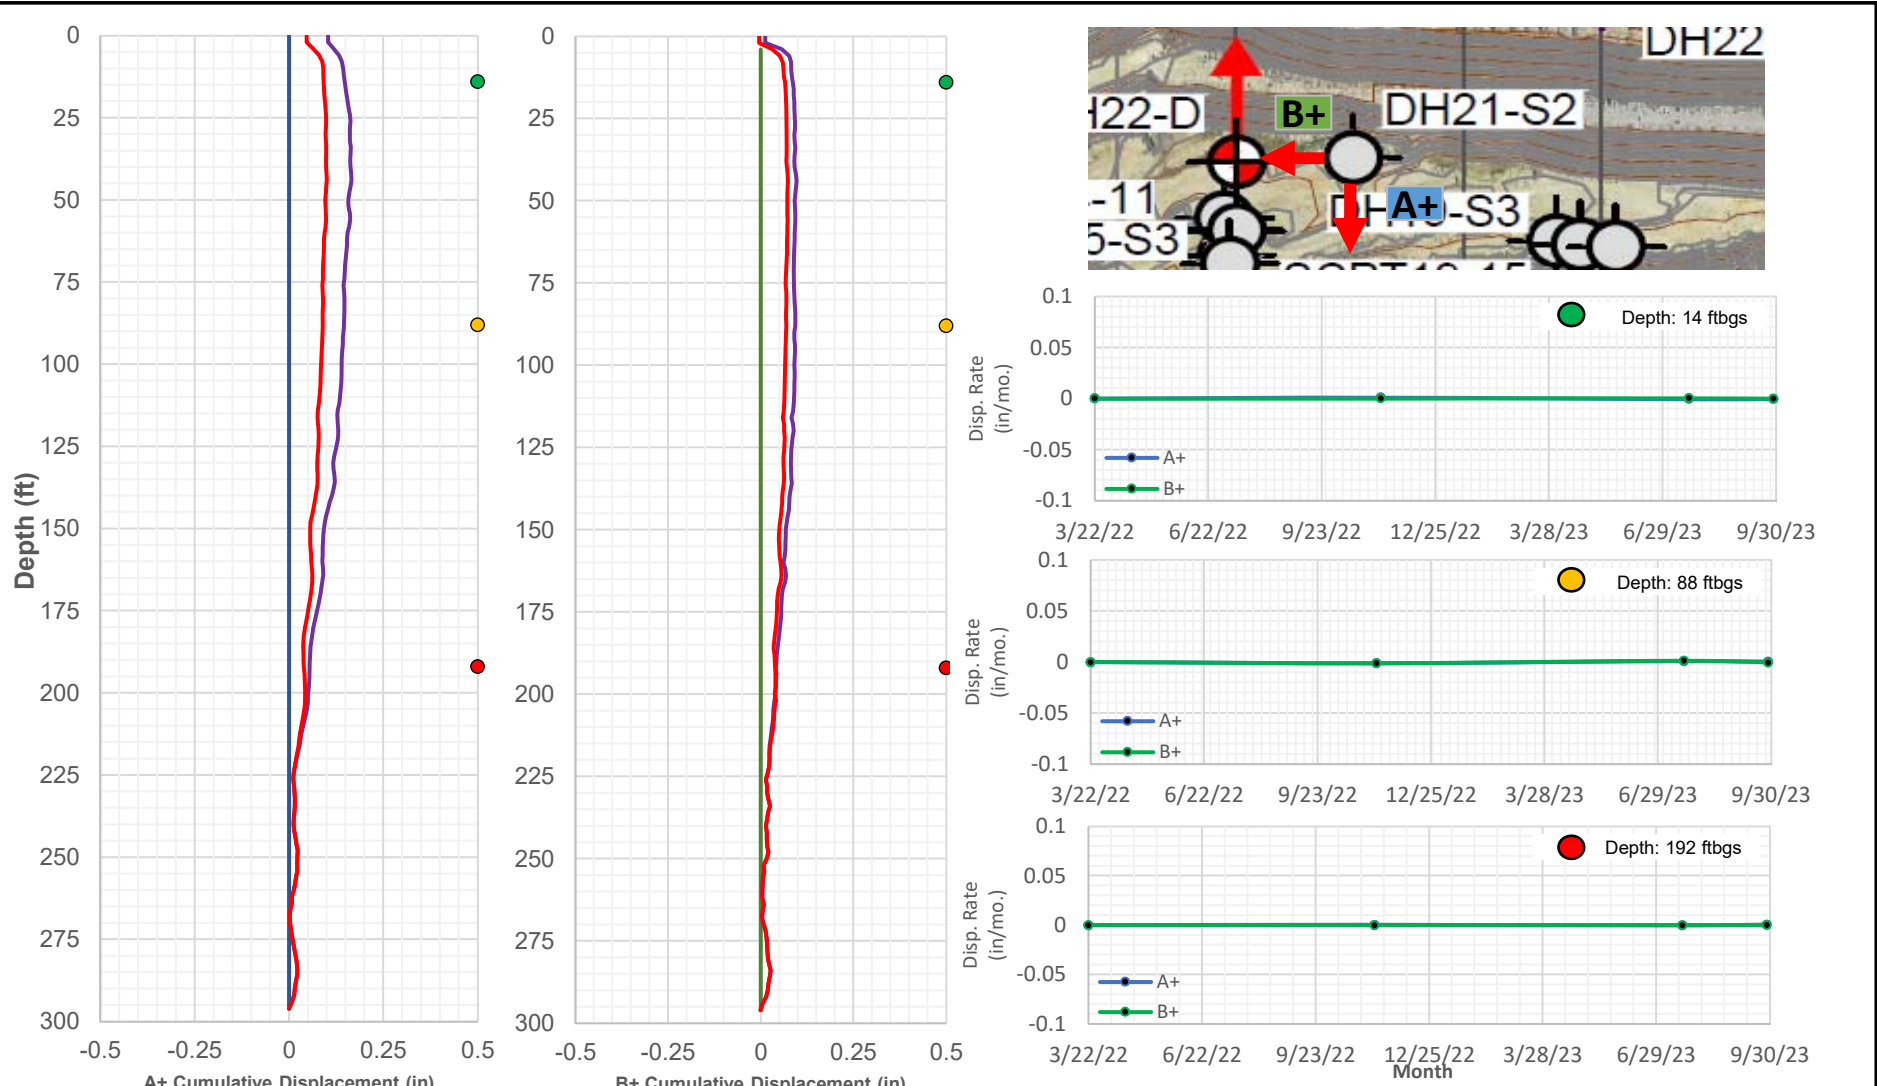 0
25
50
75
100
125
150
175
200
225
250
275
300
Depth (ft)
-0.5
-0.25
0
0.25
0.5
A+ Cumulative Displacement (in)
0
25
50
75
100
125
150
175
200
225
250
275
300
-0.5
-0.25
0
0.25
0.5
B+ Cumulative Displacement (in)
DH22
H22-D
B+
DH21-S2
-11
A+
-S3
5-S3
0.1
0.05
0
-0.05
-0.1
Disp. Rate
(in/mo.)
Depth: 14 ftbgs
A+
B+
3/22/22
6/22/22
9/23/22
12/25/22
3/28/23
6/29/23
9/30/23
0.1
0.05
0
-0.05
-0.1
Disp. Rate
(in/mo.)
Depth: 88 ftbgs
A+
B+
3/22/22
6/22/22
9/23/22
12/25/22
3/28/23
6/29/23
9/30/23
0.1
0.05
0
-0.05
-0.1
Disp. Rate
(in/mo.)
Depth: 192 ftbgs
A+
B+
3/22/22
6/22/22
9/23/22
12/25/22
3/28/23
6/29/23
9/30/23
Month